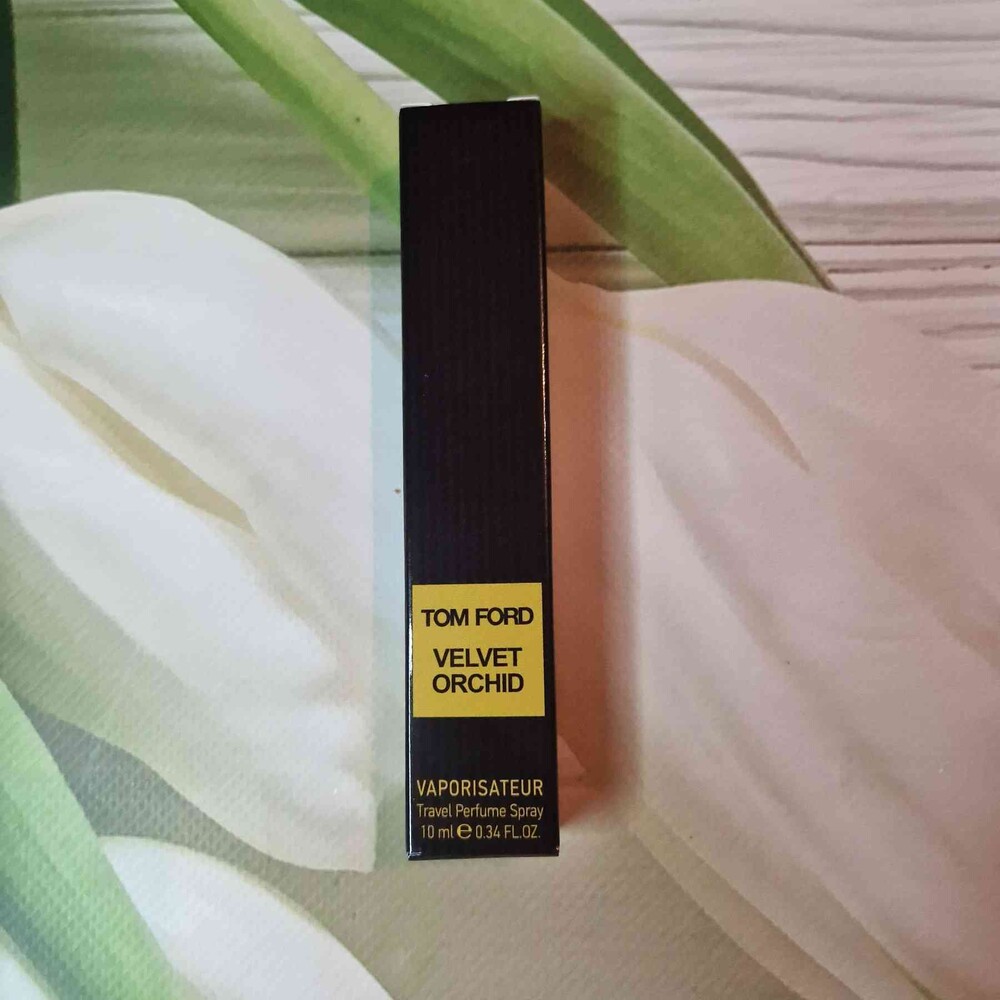 TOM FORD
VELVET
ORCHID
VAPORISATEUR
Travel Perfume Spray
10 ml ℮ 0.34 FL.OZ.